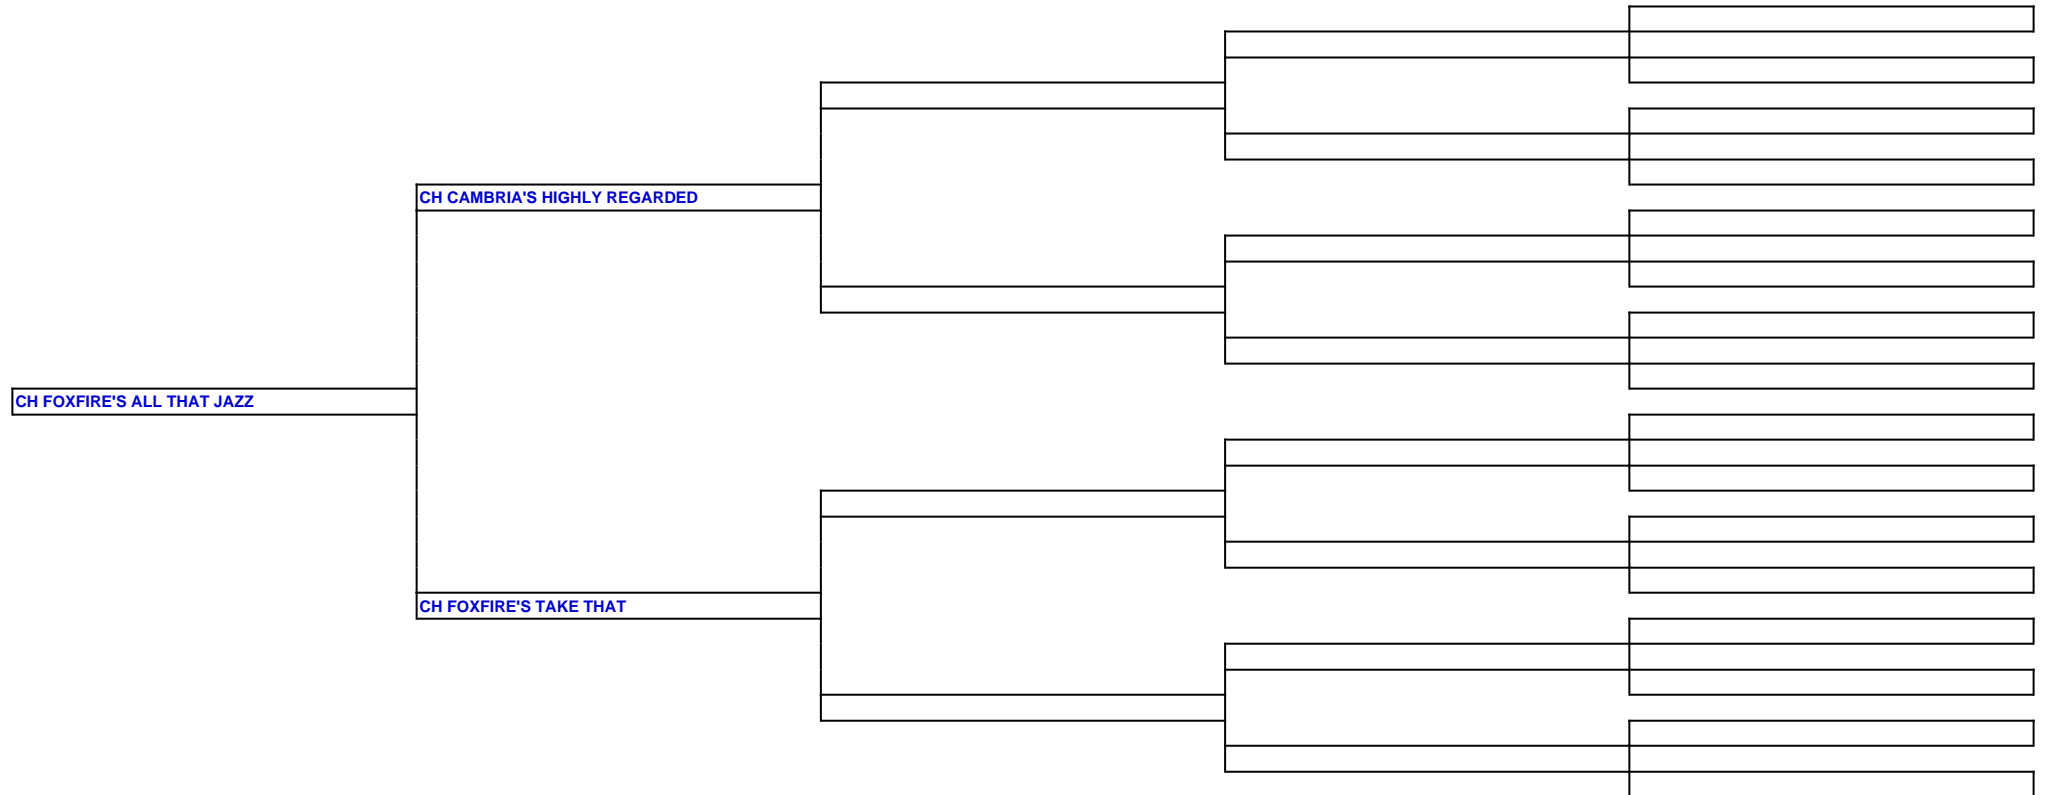 CH CAMBRIA'S HIGHLY REGARDED
CH FOXFIRE'S ALL THAT JAZZ
CH FOXFIRE'S TAKE THAT